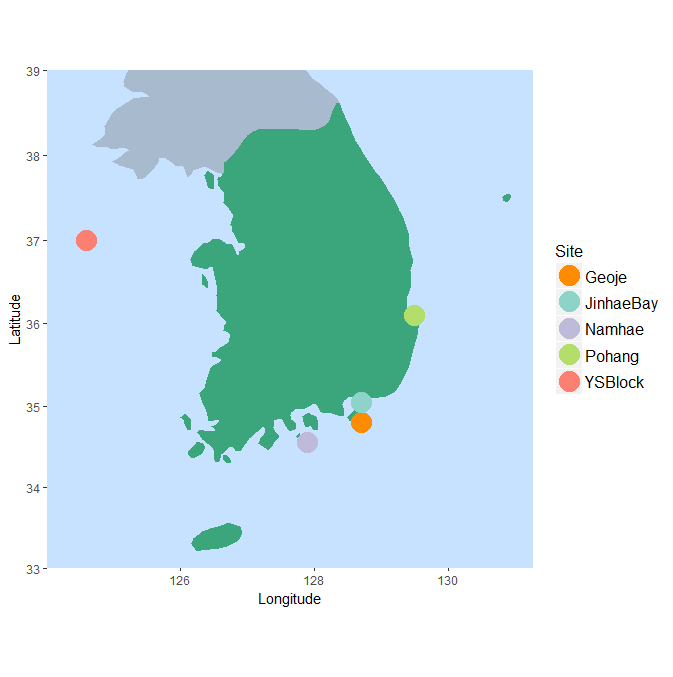 39
38
37
36
35
34
33
Latitude
126
128
130
Longitude
Site
Geoje
JinhaeBay
Namhae
Pohang
YSBlock